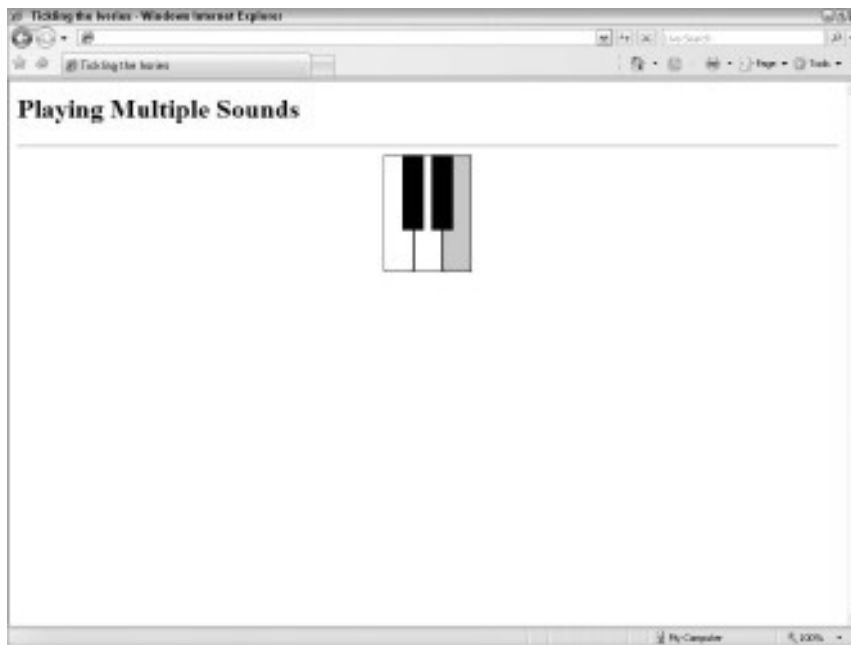 Tickling the Ivories - Windows Internet Explorer
Tickling the Ivories
Page
Tools
Playing Multiple Sounds
My Computer
100%